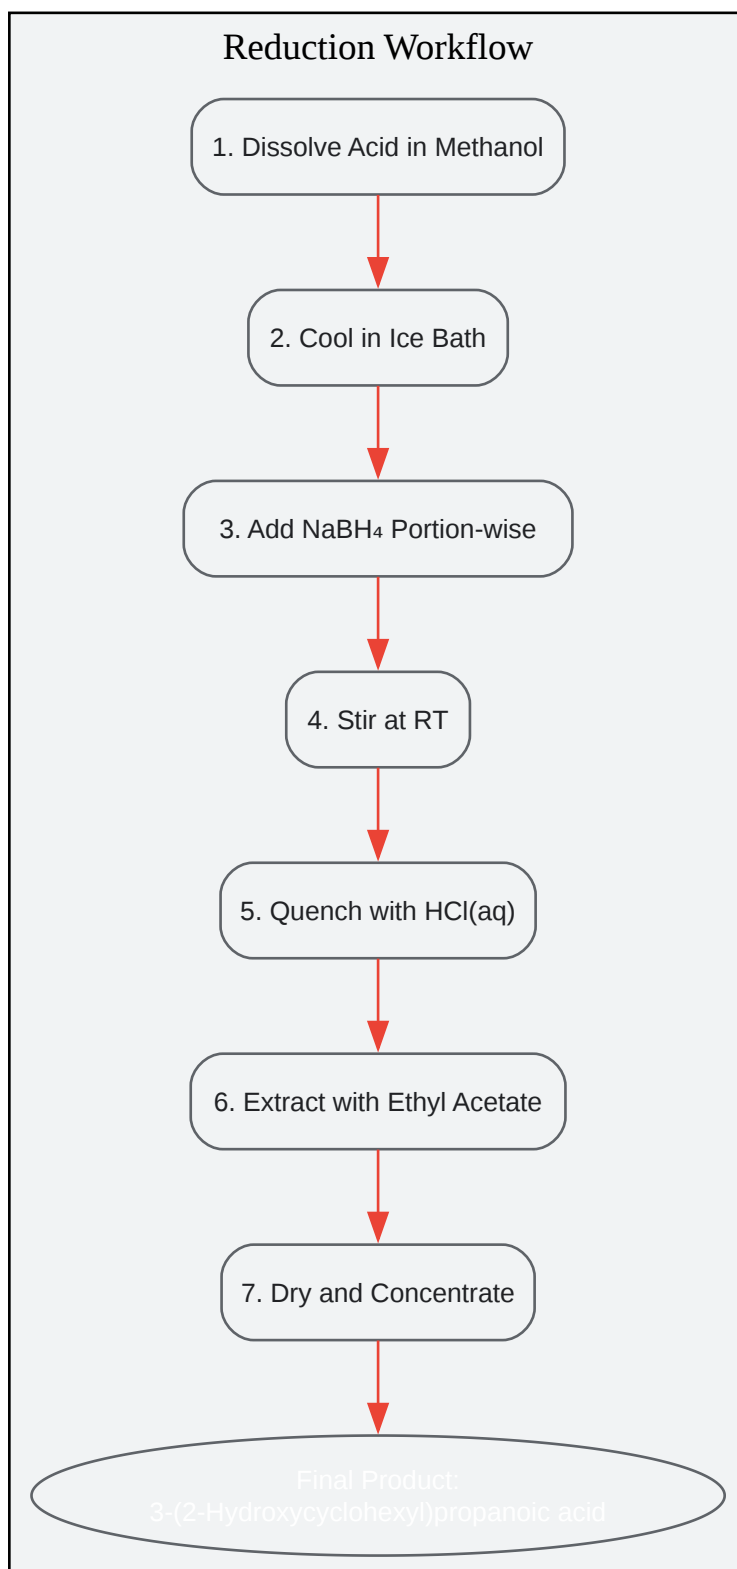 Reduction Workflow
1. Dissolve Acid in Methanol
2. Cool in Ice Bath
3. Add NaBH₄ Portion-wise
4. Stir at RT
5. Quench with HCl(aq)
6. Extract with Ethyl Acetate
7. Dry and Concentrate
Final Product:
3-(2-Hydroxycyclohexyl)propanoic acid